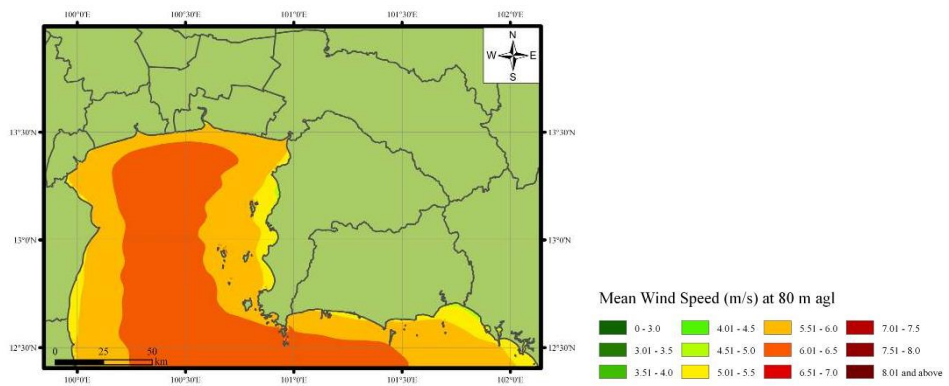 100°0'E 100°30'E 101°0'E 101°30'E 102°0'E
N
W E
S
13°30'N 13°30'N
13°0'N 13°0'N
12°30'N 12°30'N
0 25 50
km
100°0'E 100°30'E 101°0'E 101°30'E 102°0'E
Mean Wind Speed (m/s) at 80 m agl
0 - 3.0 4.01 - 4.5 5.51 - 6.0 7.01 - 7.5
3.01 - 3.5 4.51 - 5.0 6.01 - 6.5 7.51 - 8.0
3.51 - 4.0 5.01 - 5.5 6.51 - 7.0 8.01 and above